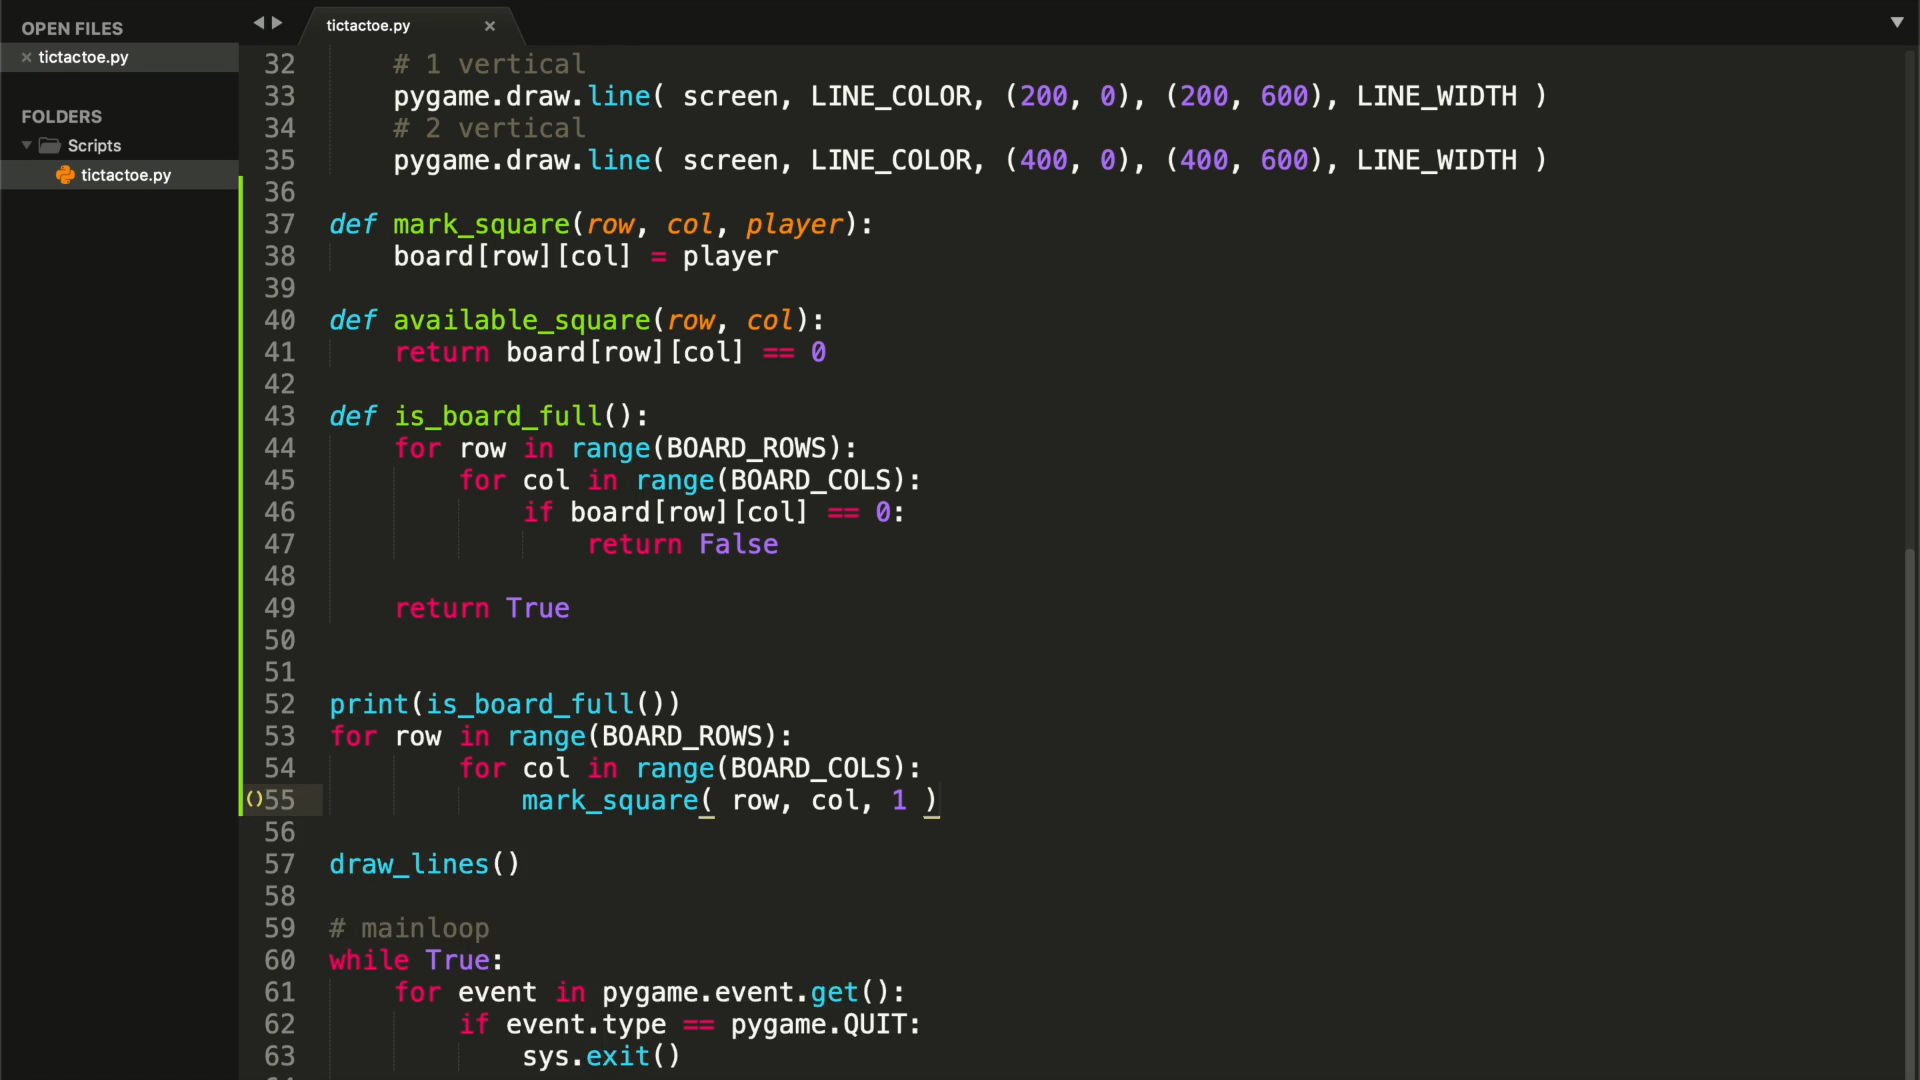 OPEN FILES
× tictactoe.py
FOLDERS
Scripts
tictactoe.py
tictactoe.py ×
32 # 1 vertical
33 pygame.draw.line( screen, LINE_COLOR, (200, 0), (200, 600), LINE_WIDTH )
34 # 2 vertical
35 pygame.draw.line( screen, LINE_COLOR, (400, 0), (400, 600), LINE_WIDTH )
36
37 def mark_square(row, col, player):
38 board[row][col] = player
39
40 def available_square(row, col):
41 return board[row][col] == 0
42
43 def is_board_full():
44 for row in range(BOARD_ROWS):
45 for col in range(BOARD_COLS):
46 if board[row][col] == 0:
47 return False
48
49 return True
50
51
52 print(is_board_full())
53 for row in range(BOARD_ROWS):
54 for col in range(BOARD_COLS):
()55 mark_square( row, col, 1 )
56
57 draw_lines()
58
59 # mainloop
60 while True:
61 for event in pygame.event.get():
62 if event.type == pygame.QUIT:
63 sys.exit()